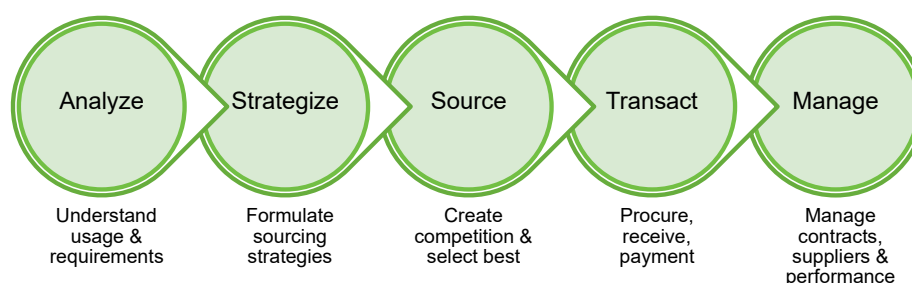 Analyze
Strategize
Source
Transact
Manage
Understand
usage &
requirements
Formulate
sourcing
strategies
Create
competition &
select best
Procure,
receive,
payment
Manage
contracts,
suppliers &
performance